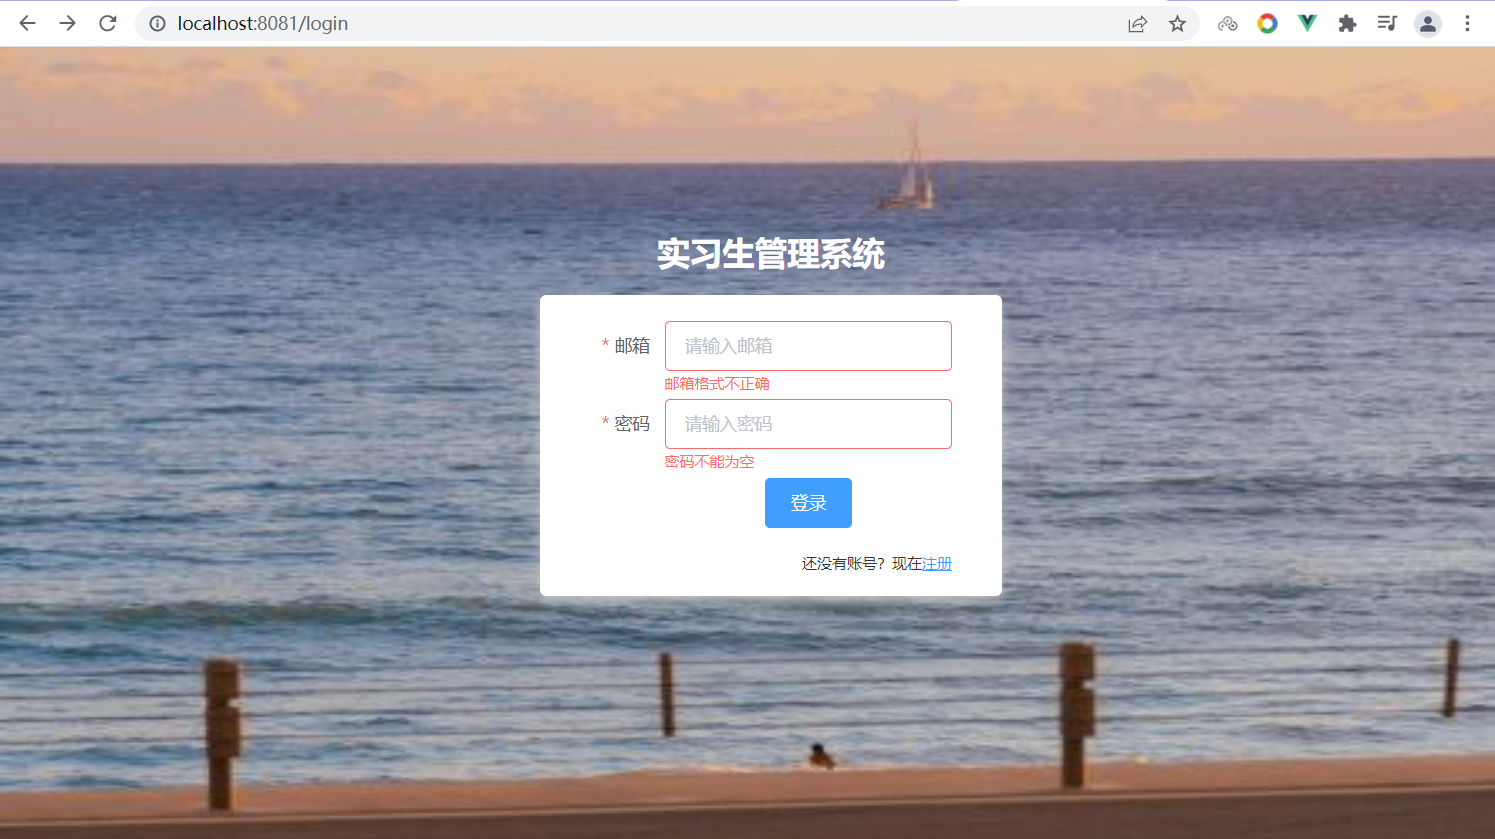 localhost:8081/login
实习生管理系统
* 邮箱 请输入邮箱
邮箱格式不正确
* 密码 请输入密码
密码不能为空
登录
还没有账号？现在注册